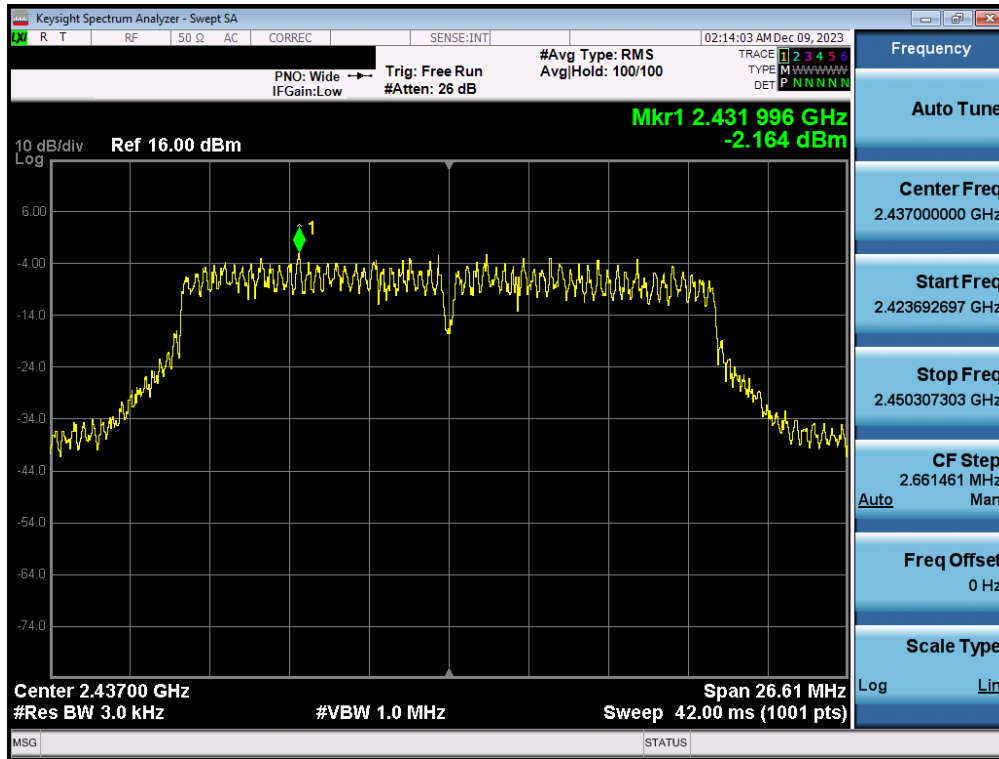 Keysight Spectrum Analyzer - Swept SA
LXI R T RF 50 Ω AC CORREC SENSE:INT 02:14:03 AM Dec 09, 2023
PNO: Wide
IFGain:Low
Trig: Free Run
#Atten: 26 dB
#Avg Type: RMS
Avg|Hold: 100/100
TRACE 1 2 3 4 5 6
TYPE M WWWWW
DET P N N N N N
Mkr1 2.431 996 GHz
-2.164 dBm
10 dB/div Ref 16.00 dBm
Log
1
6.00
-4.00
-14.0
-24.0
-34.0
-44.0
-54.0
-64.0
-74.0
Center 2.43700 GHz Span 26.61 MHz
#Res BW 3.0 kHz #VBW 1.0 MHz Sweep 42.00 ms (1001 pts)
MSG STATUS
Frequency
Auto Tune
Center Freq
2.437000000 GHz
Start Freq
2.423692697 GHz
Stop Freq
2.450307303 GHz
CF Step
2.661461 MHz
Auto Man
Freq Offset
0 Hz
Scale Type
Log Lin